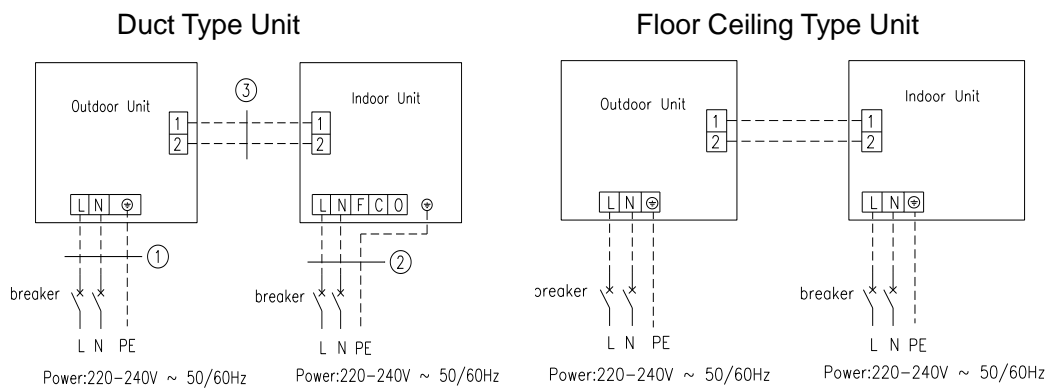 Duct Type Unit
Outdoor Unit
1
2
3
Indoor Unit
1
2
L N
L N F C O
1
2
breaker
breaker
L N PE
L N PE
Power:220-240V ~ 50/60Hz
Power:220-240V ~ 50/60Hz
Floor Ceiling Type Unit
Outdoor Unit
1
2
Indoor Unit
1
2
L N
L N
breaker
breaker
L N PE
L N PE
Power:220-240V ~ 50/60Hz
Power:220-240V ~ 50/60Hz